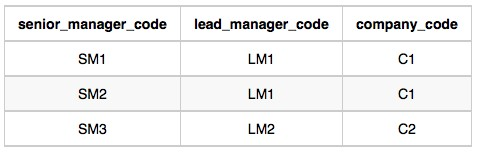 senior_manager_code lead_manager_code company_code
SM1 LM1 C1
SM2 LM1 C1
SM3 LM2 C2